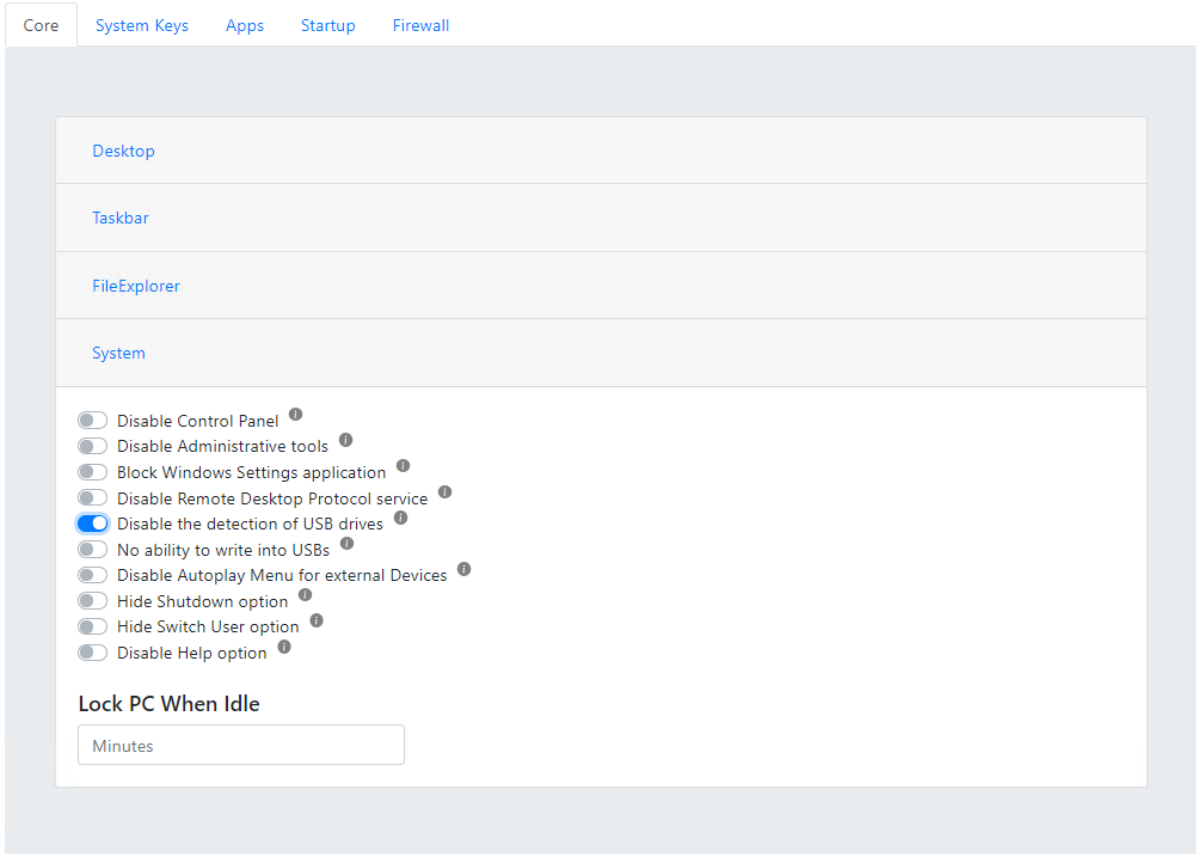 Core System Keys Apps Startup Firewall
Desktop
Taskbar
FileExplorer
System
Disable Control Panel
Disable Administrative tools
Block Windows Settings application
Disable Remote Desktop Protocol service
Disable the detection of USB drives
No ability to write into USBs
Disable Autoplay Menu for external Devices
Hide Shutdown option
Hide Switch User option
Disable Help option
Lock PC When Idle
Minutes